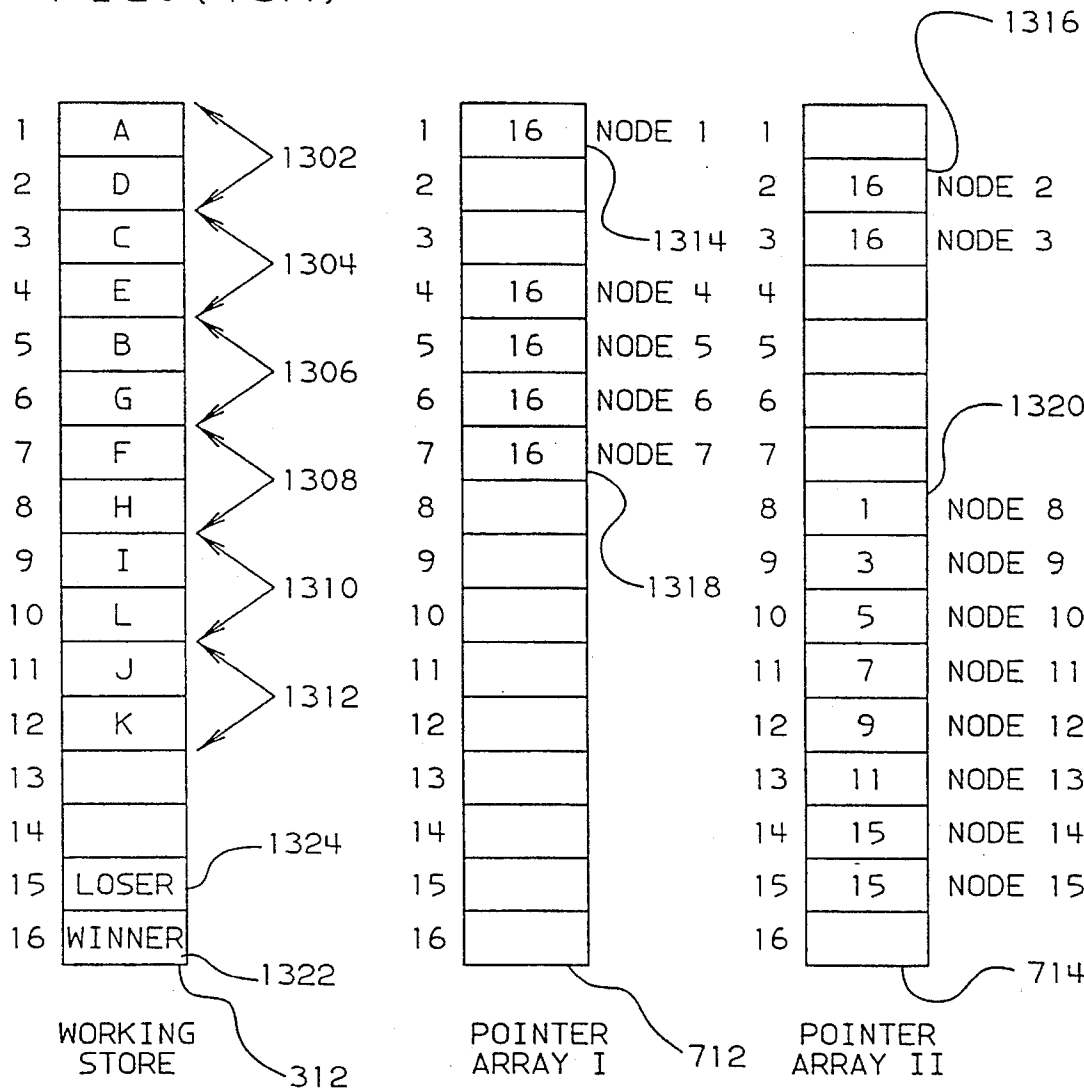 1316
1 A 1 16 NODE 1 1
1302
2 D 2 2 16 NODE 2
3 C 3 1314 3 16 NODE 3
1304
4 E 4 16 NODE 4 4
5 B 5 16 NODE 5 5
1306
6 G 6 16 NODE 6 6
1320
7 F 7 16 NODE 7 7
1308
8 H 8 8 1 NODE 8
9 I 9 9 3 NODE 9
1310 1318
10 L 10 10 5 NODE 10
11 J 11 11 7 NODE 11
1312
12 K 12 12 9 NODE 12
13 13 13 11 NODE 13
14 14 14 15 NODE 14
1324
15 LOSER 15 15 15 NODE 15
16 WINNER 16 16
1322 714
WORKING POINTER POINTER
STORE ARRAY I 712 ARRAY II
312